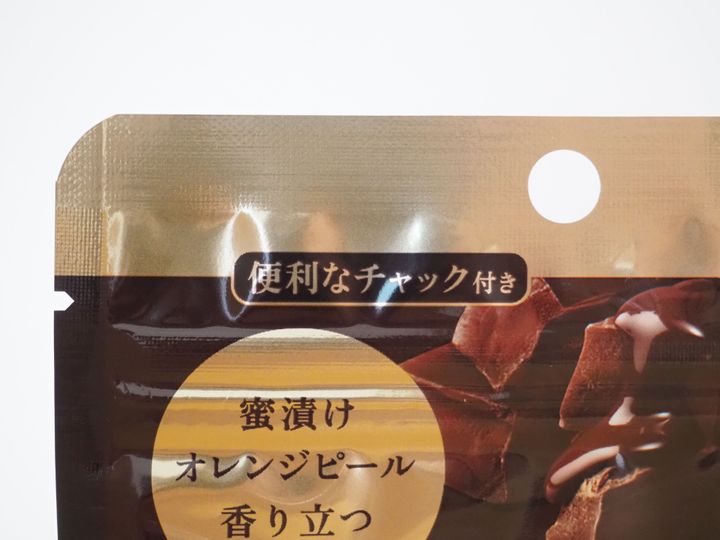 便利なチャック付き
蜜漬け
オレンジピール
香り立つ